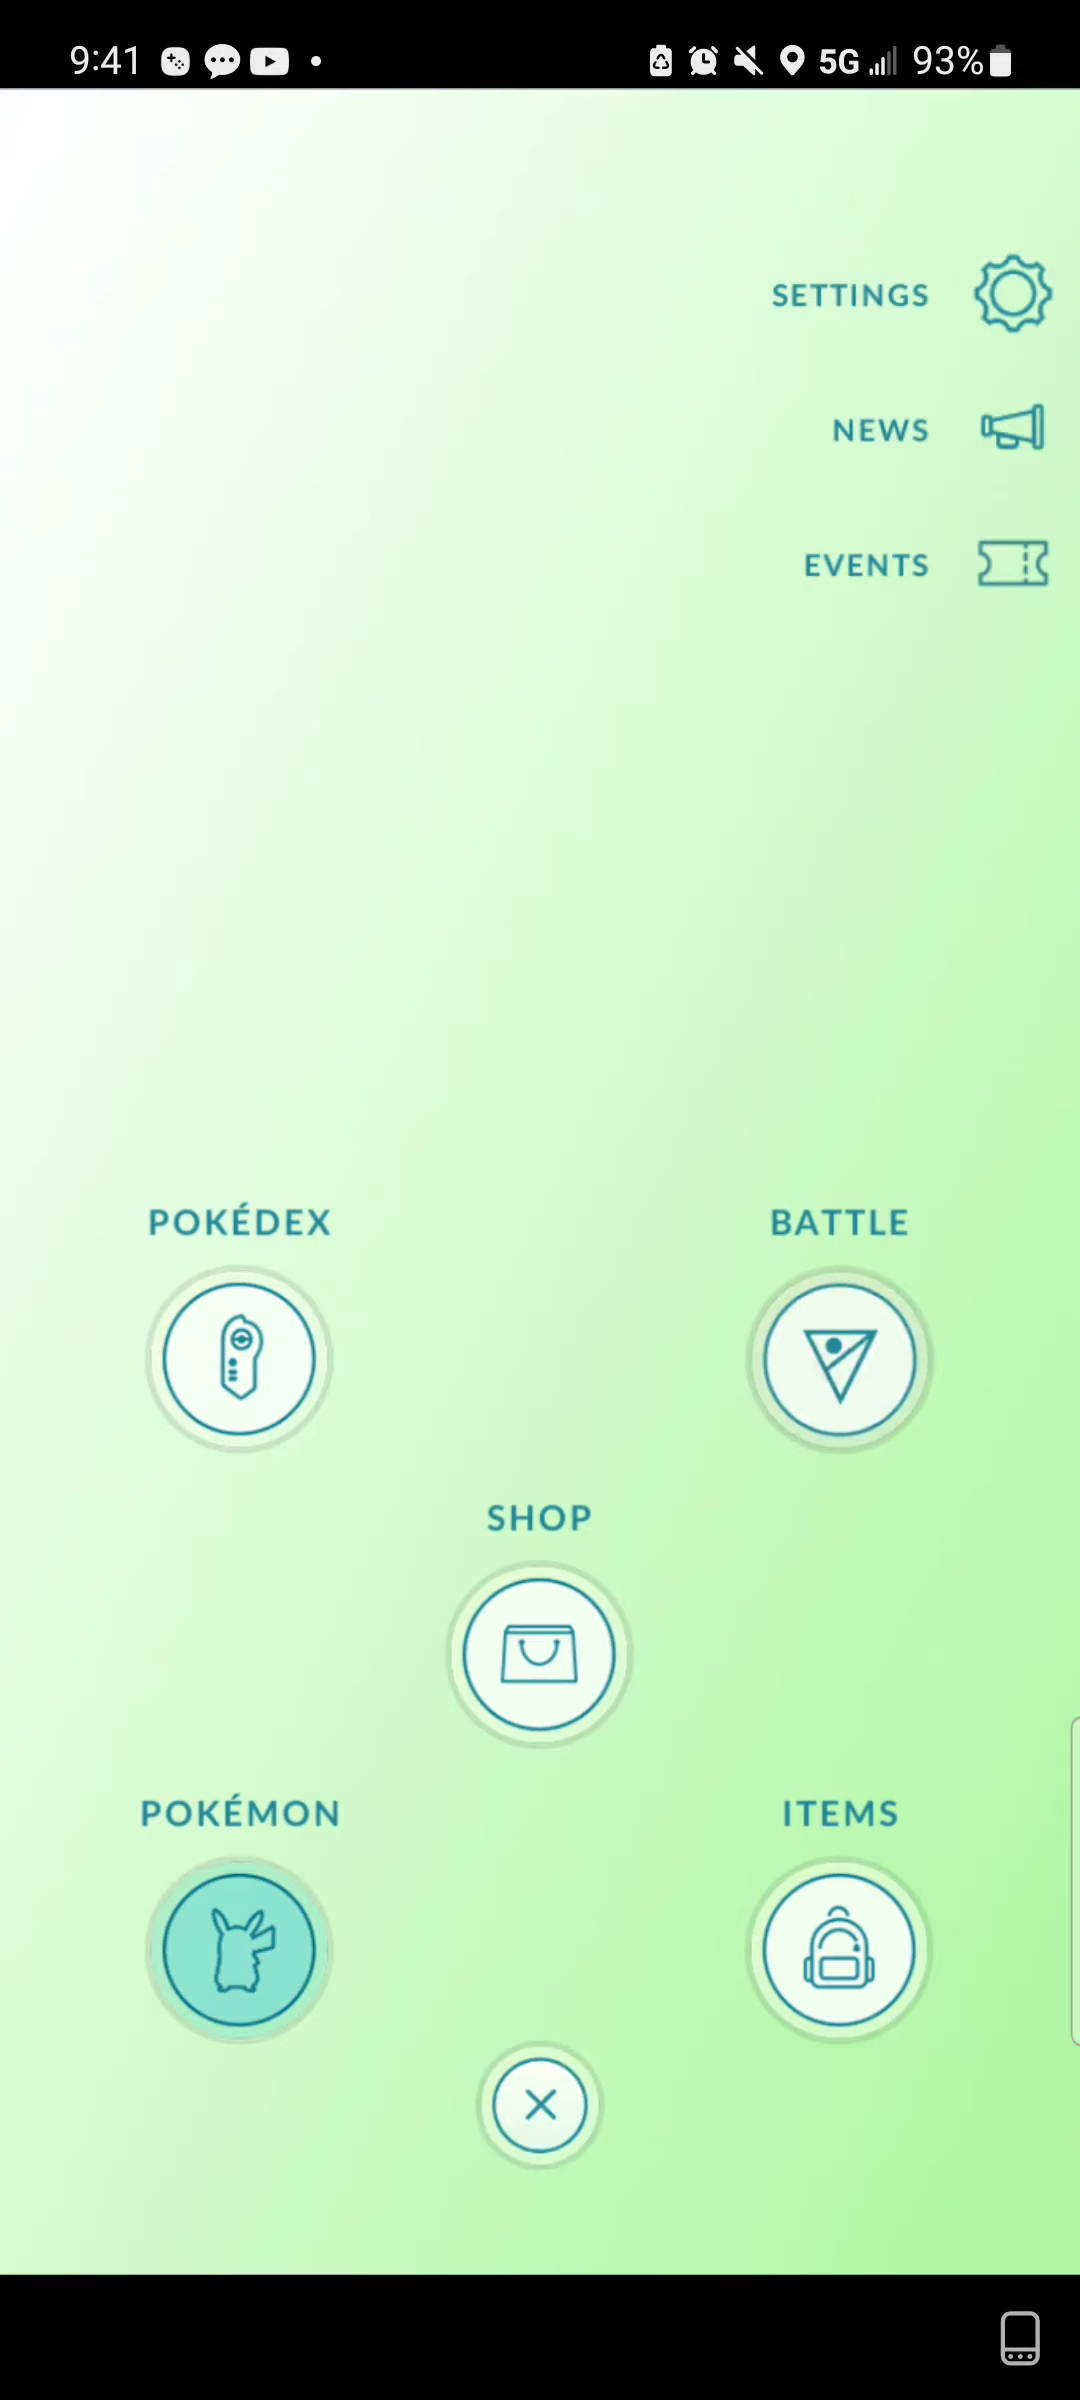 9:41 5G 93%
SETTINGS
NEWS
EVENTS
POKÉDEX
BATTLE
SHOP
POKÉMON
ITEMS